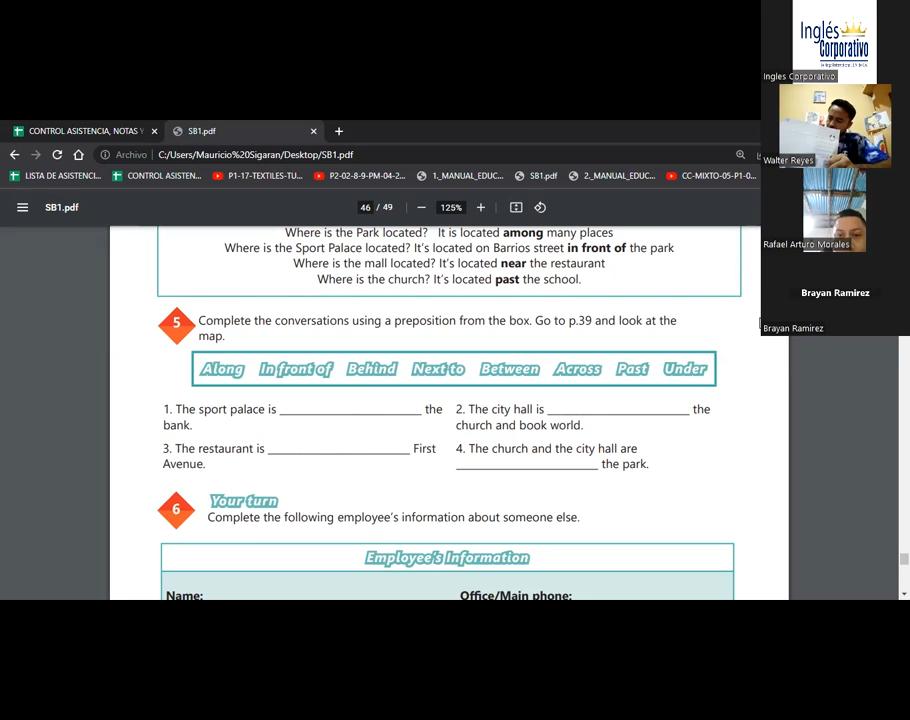 Inglés
Corporativo
Ingles Corporativo
CONTROL ASISTENCIA, NOTAS Y
SB1.pdf
Walter Reyes
Archivo
C:/Users/Mauricio%20Sigaran/Desktop/SB1.pdf
LISTA DE ASISTENCI...
CONTROL ASISTEN...
P1-17-TEXTILES-TU...
P2-02-8-9-PM-04-2...
1._MANUAL_EDUC...
SB1.pdf
2._MANUAL_EDUC...
CC-MIXTO-05-P1-0...
SB1.pdf
46 / 49
125%
Rafael Arturo Morales
Brayan Ramirez
Brayan Ramirez
Where is the Park located? It is located among many places
Where is the Sport Palace located? It's located on Barrios street in front of the park
Where is the mall located? It's located near the restaurant
Where is the church? It's located past the school.
5
Complete the conversations using a preposition from the box. Go to p.39 and look at the
map.
Along In front of Behind Next to Between Across Past Under
1. The sport palace is ____________________ the
bank.
2. The city hall is ____________________ the
church and book world.
3. The restaurant is ____________________ First
Avenue.
4. The church and the city hall are
____________________ the park.
6
Your turn
Complete the following employee's information about someone else.
Employee's Information
Name:
Office/Main phone: